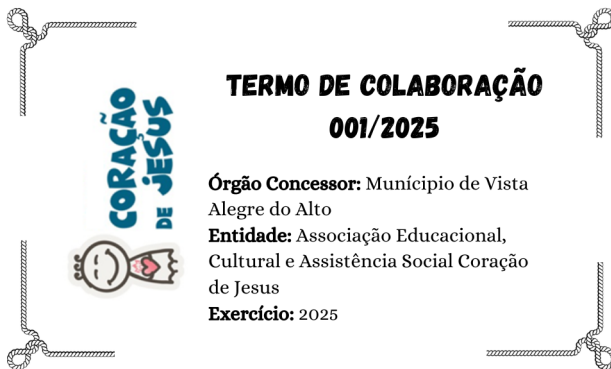 CORAÇÃO
DE JESUS
TERMO DE COLABORAÇÃO
001/2025
Órgão Concessor: Munícipio de Vista
Alegre do Alto
Entidade: Associação Educacional,
Cultural e Assistência Social Coração
de Jesus
Exercício: 2025